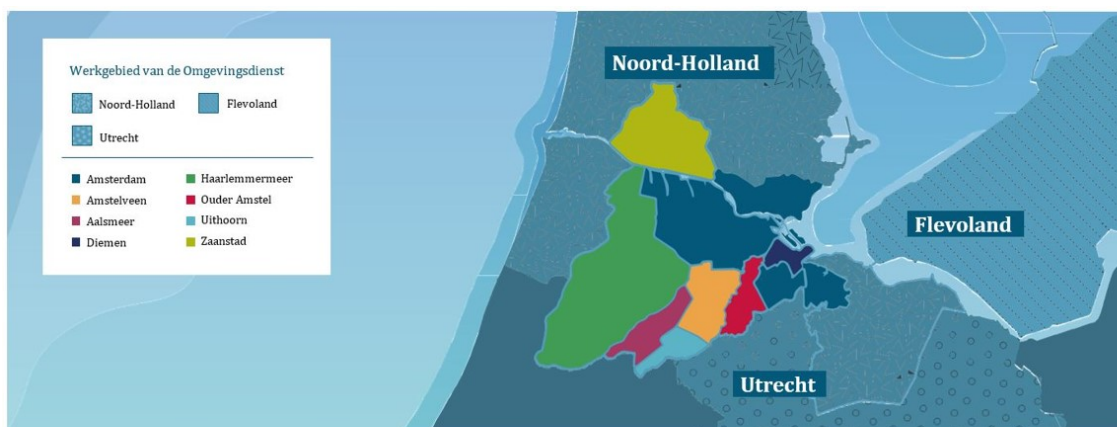 Werkgebied van de Omgevingsdienst
Noord-Holland
Flevoland
Utrecht
Amsterdam
Amstelveen
Aalsmeer
Diemen
Haarlemmermeer
Ouder Amstel
Uithoorn
Zaanstad
Noord-Holland
Flevoland
Utrecht